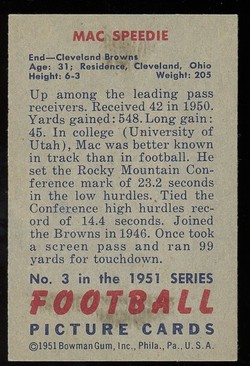 MAC SPEEDIE
End—Cleveland Browns
Age: 31; Residence, Cleveland, Ohio
Height: 6-3 Weight: 205
Up among the leading pass
receivers. Received 42 in 1950.
Yards gained: 548. Long gain:
45. In college (University of
Utah), Mac was better known
in track than in football. He
set the Rocky Mountain Con-
ference mark of 23.2 seconds
in the low hurdles. Tied the
Conference high hurdles record
of 14.4 seconds. Joined
the Browns in 1946. Once took
a screen pass and ran 99
yards for touchdown.
No. 3 in the 1951 SERIES
FOOTBALL
PICTURE CARDS
©1951 Bowman Gum, Inc., Phila., Pa., U.S.A.